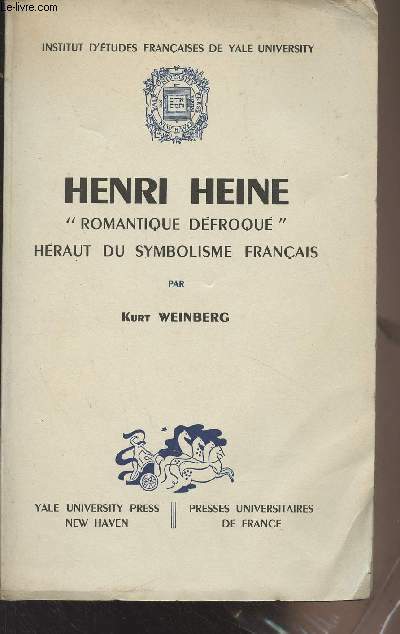 Le-livre.com
INSTITUT D'ÉTUDES FRANÇAISES DE YALE UNIVERSITY
HENRI HEINE
" ROMANTIQUE DÉFROQUÉ "
HÉRAUT DU SYMBOLISME FRANÇAIS
PAR
KURT WEINBERG
YALE UNIVERSITY PRESS
NEW HAVEN
PRESSES UNIVERSITAIRES
DE FRANCE